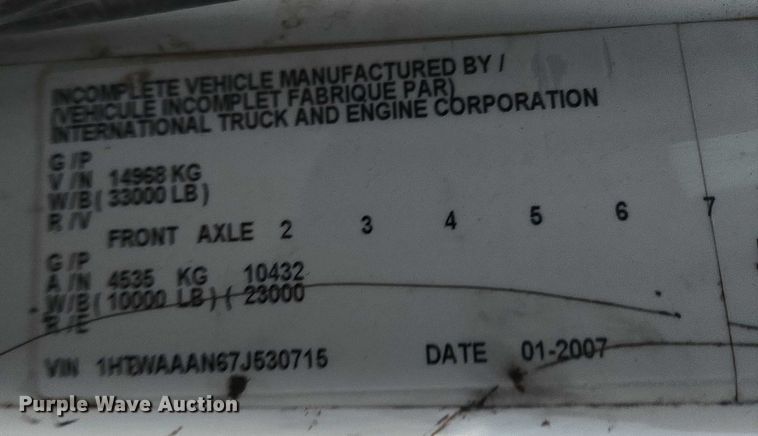 INCOMPLETE VEHICLE MANUFACTURED BY /
(VEHICULE INCOMPLET FABRIQUE PAR)
INTERNATIONAL TRUCK AND ENGINE CORPORATION
G /P
V /N 14968 KG
W/B ( 33000 LB )
R /V
FRONT AXLE 2 3 4 5 6 7
G /P
A /N 4535 KG 10432
W/B ( 10000 LB ) ( 23000
R /E
VIN 1HTWAAAN67J530715 DATE 01-2007
Purple Wave Auction